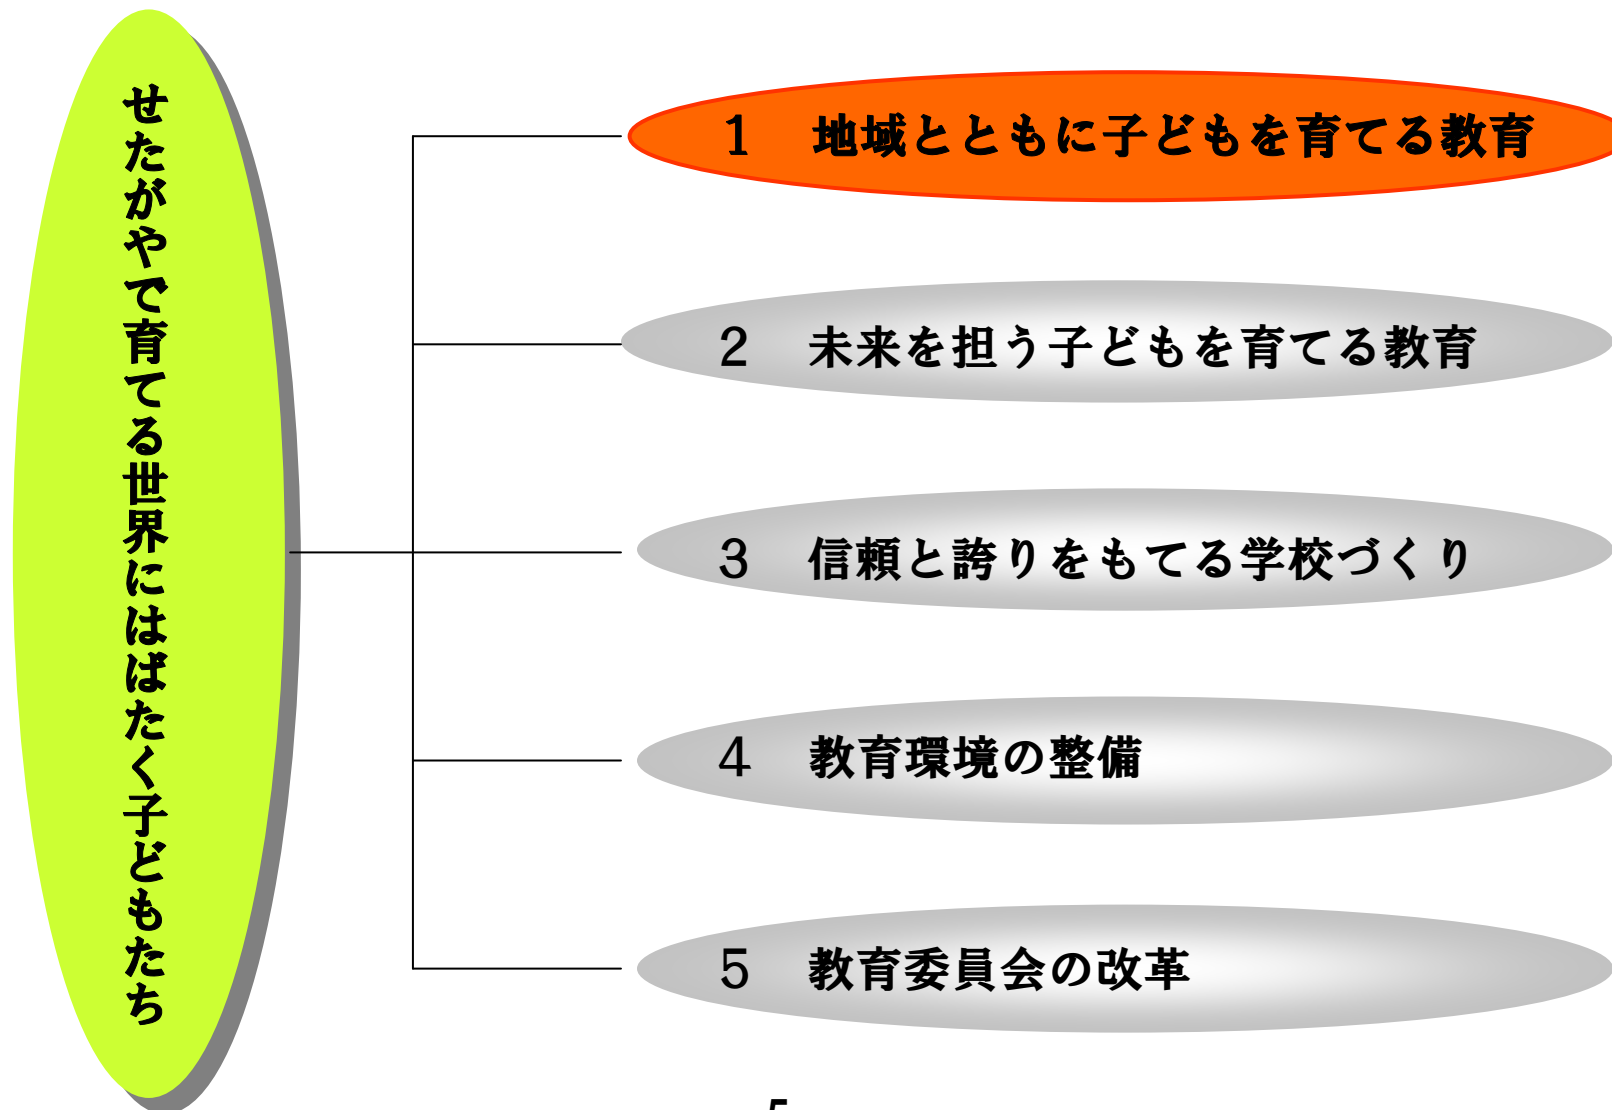 せたがやで育てる世界にはばたく子どもたち
1　地域とともに子どもを育てる教育
2　未来を担う子どもを育てる教育
3　信頼と誇りをもてる学校づくり
4　教育環境の整備
5　教育委員会の改革